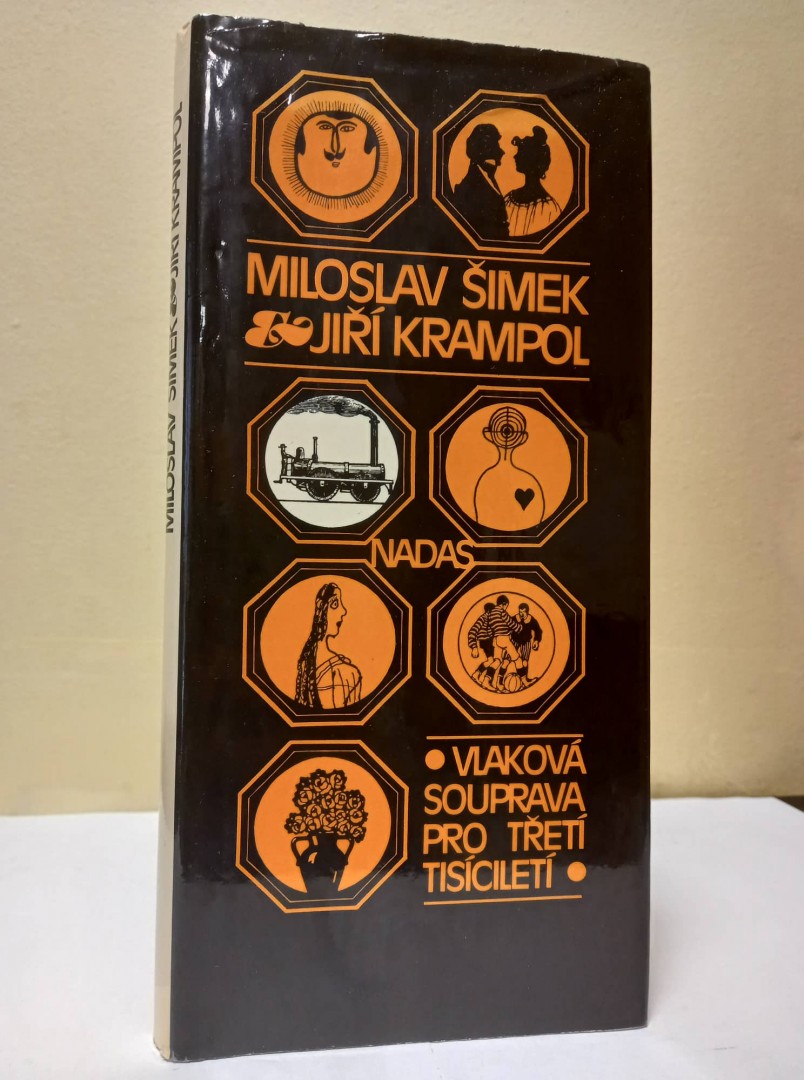 MILOSLAV ŠIMEK & JIŘÍ KRAMPOL
MILOSLAV ŠIMEK
& JIŘÍ KRAMPOL
NADAS
• VLAKOVÁ
SOUPRAVA
PRO TŘETÍ
TISÍCILETÍ •